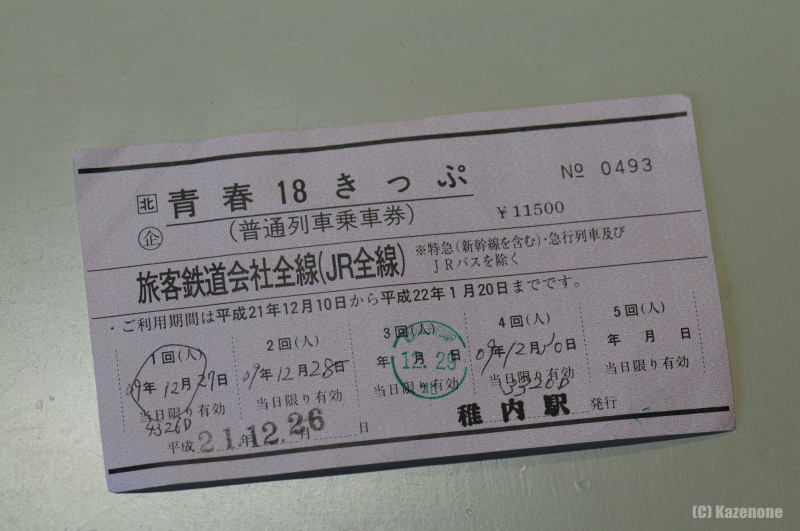 北 青春18きっぷ No 0493
企 (普通列車乗車券) ¥11500
旅客鉄道会社全線(JR全線) ※特急(新幹線を含む)・急行列車及び
JRバスを除く
・ご利用期間は平成21年12月10日から平成22年1月20日までです。
1回(人) 2回(人) 3回(人) 4回(人) 5回(人)
09年12月27日 09年12月28日 年 月 日 09年12月30日 年 月 日
12.29
当日限り有効 当日限り有効 当日限り有効 当日限り有効 当日限り有効
4326D 3320D
平成21年12月26日 稚内駅 発行
(C) Kazenone